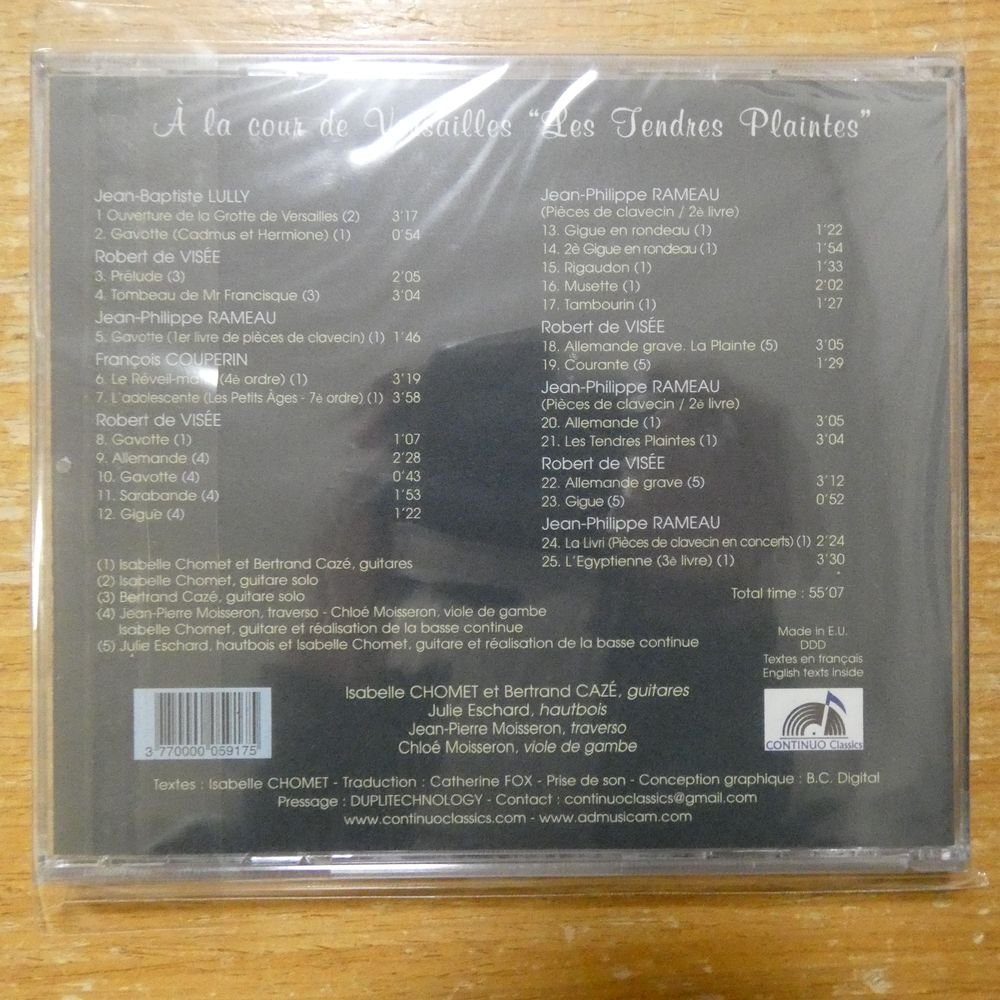 À la cour de Versailles "Les Tendres Plaintes"
Jean-Baptiste LULLY
1 Ouverture de la Grotte de Versailles (2) 3'17
2. Gavotte (Cadmus et Hermione) (1) 0'54
Robert de VISÉE
3. Prélude (3) 2'05
4. Tombeau de Mr Francisque (3) 3'04
Jean-Philippe RAMEAU
5. Gavotte (1er livre de pièces de clavecin) (1) 1'46
François COUPERIN
6. Le Réveil-matin (4è ordre) (1) 3'19
7. L'adolescente (Les Petits Âges - 7è ordre) (1) 3'58
Robert de VISÉE
8. Gavotte (1) 1'07
9. Allemande (4) 2'28
10. Gavotte (4) 0'43
11. Sarabande (4) 1'53
12. Gigue (4) 1'22
Jean-Philippe RAMEAU
(Pièces de clavecin / 2è livre)
13. Gigue en rondeau (1) 1'22
14. 2è Gigue en rondeau (1) 1'54
15. Rigaudon (1) 1'33
16. Musette (1) 2'02
17. Tambourin (1) 1'27
Robert de VISÉE
18. Allemande grave. La Plainte (5) 3'05
19. Courante (5) 1'29
Jean-Philippe RAMEAU
(Pièces de clavecin / 2è livre)
20. Allemande (1) 3'05
21. Les Tendres Plaintes (1) 3'04
Robert de VISÉE
22. Allemande grave (5) 3'12
23. Gigue (5) 0'52
Jean-Philippe RAMEAU
24. La Livri (Pièces de clavecin en concerts) (1) 2'24
25. L'Egyptienne (3è livre) (1) 3'30
(1) Isabelle Chomet et Bertrand Cazé, guitares
(2) Isabelle Chomet, guitare solo
(3) Bertrand Cazé, guitare solo
(4) Jean-Pierre Moisseron, traverso - Chloé Moisseron, viole de gambe
Isabelle Chomet, guitare et réalisation de la basse continue
(5) Julie Eschard, hautbois et Isabelle Chomet, guitare et réalisation de la basse continue
Total time : 55'07
Made in E.U.
DDD
Textes en français
English texts inside
Isabelle CHOMET et Bertrand CAZÉ, guitares
Julie Eschard, hautbois
Jean-Pierre Moisseron, traverso
Chloé Moisseron, viole de gambe
3 770000 059175
CONTINUO Classics
Textes : Isabelle CHOMET - Traduction : Catherine FOX - Prise de son - Conception graphique : B.C. Digital
Pressage : DUPLITECHNOLOGY - Contact : continuoclassics@gmail.com
www.continuoclassics.com - www.admusicam.com